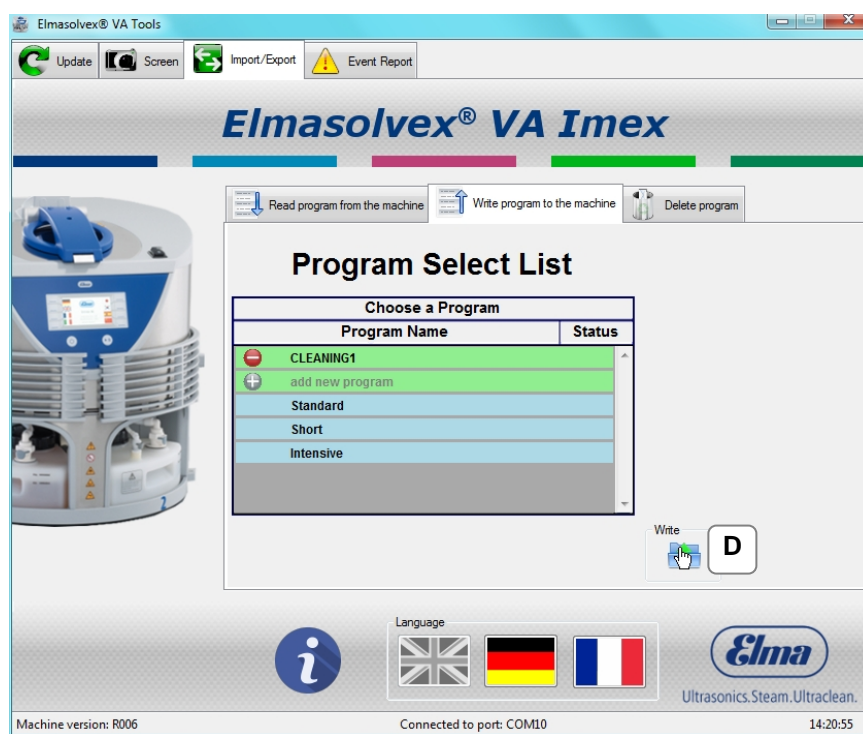 Elmasolvex® VA Tools
Update Screen Import/Export Event Report
Elmasolvex® VA Imex
Read program from the machine Write program to the machine Delete program
Program Select List
Choose a Program
Program Name Status
CLEANING1
add new program
Standard
Short
Intensive
Write
D
Language
Elma
Ultrasonics.Steam.Ultraclean.
Machine version: R006 Connected to port: COM10 14:20:55